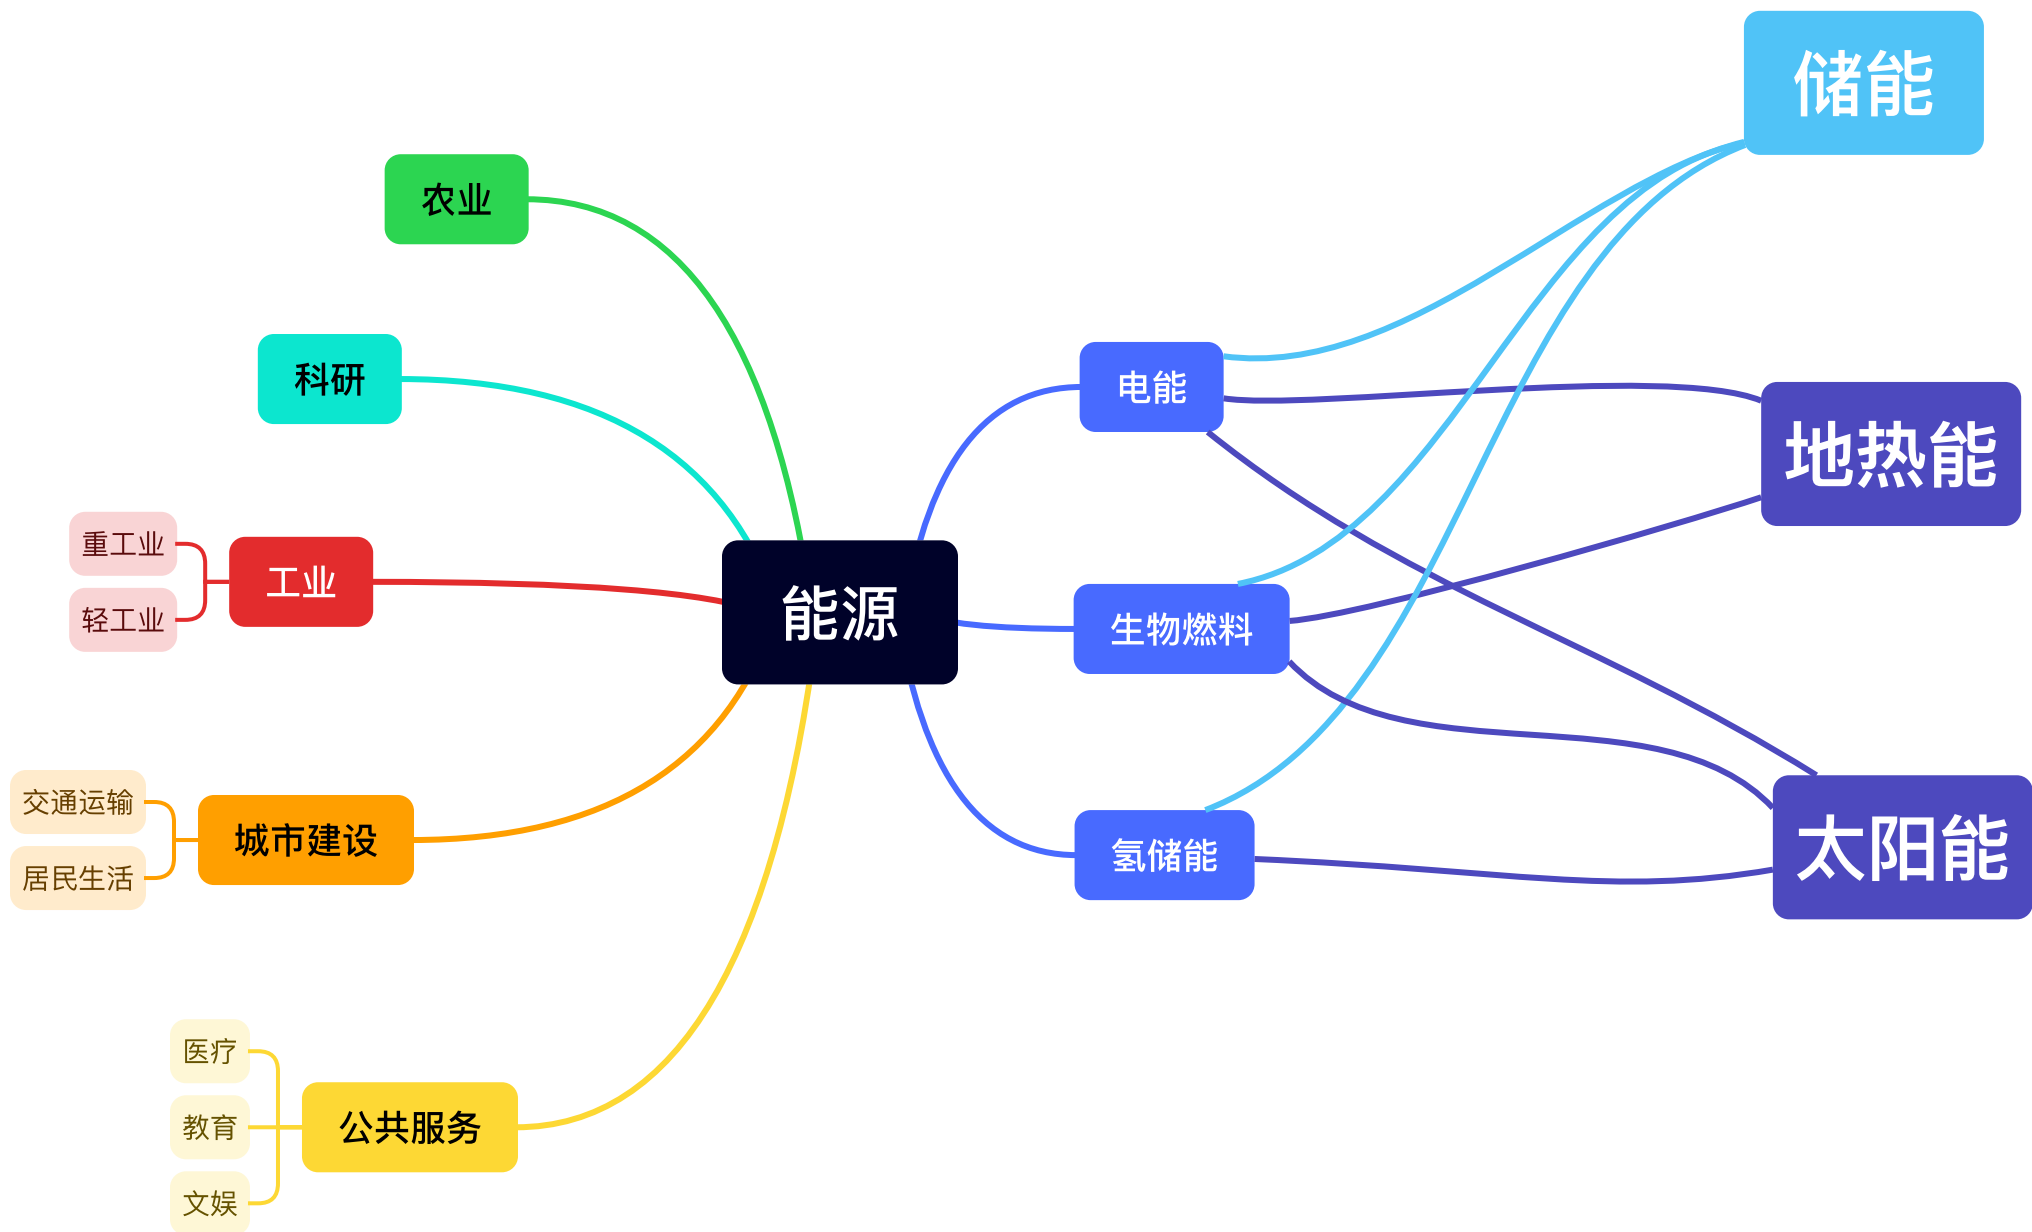 储能
农业
科研
电能
地热能
重工业
工业
轻工业
能源
生物燃料
交通运输
城市建设
居民生活
氢储能
太阳能
医疗
公共服务
教育
文娱